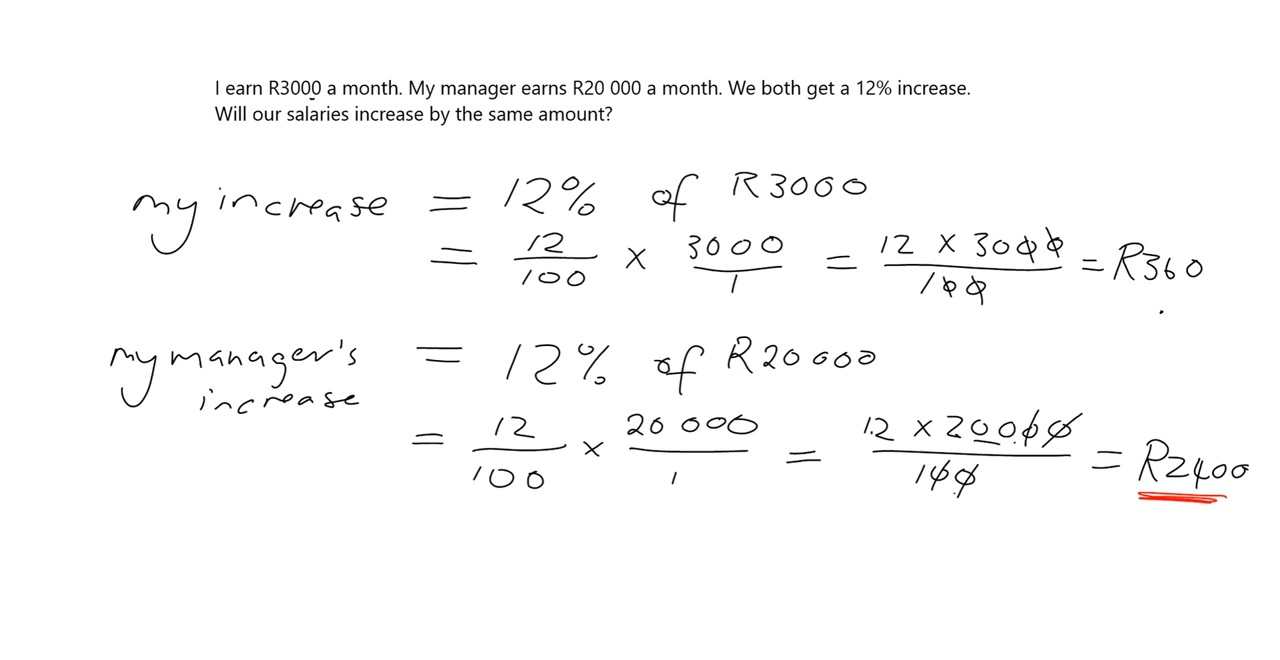 I earn R3000 a month. My manager earns R20 000 a month. We both get a 12% increase.
Will our salaries increase by the same amount?
my increase = 12% of R3000
= 12/100 × 3000/1 = 12 × 3000/100 = R360
my manager's increase = 12% of R20 000
= 12/100 × 20 000/1 = 12 × 20000/100 = R2400